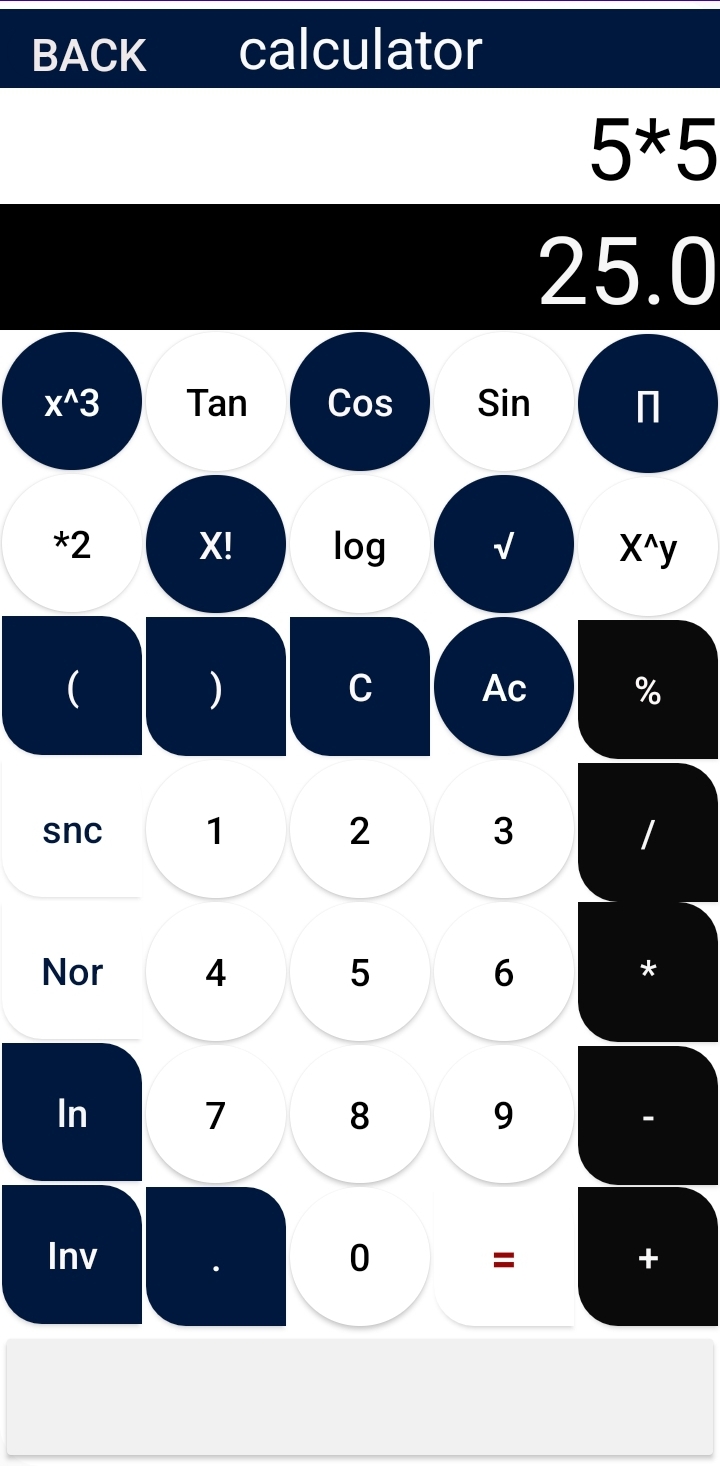 BACK calculator
5*5
25.0
x^3 Tan Cos Sin ∏
*2 X! log √ X^y
( ) C Ac %
snc 1 2 3 /
Nor 4 5 6 *
In 7 8 9 -
Inv . 0 = +